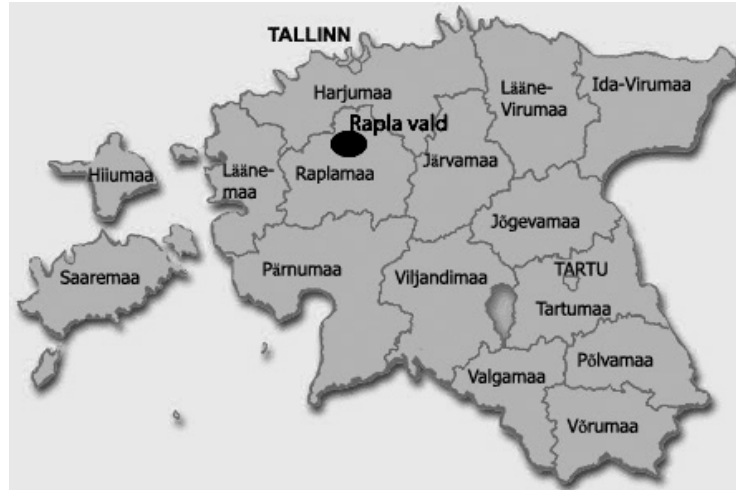 TALLINN
Harjumaa
Lääne-
Virumaa
Ida-Virumaa
Rapla vald
Hiiumaa
Lääne-
maa
Raplamaa
Järvamaa
Jõgevamaa
Saaremaa
Pärnumaa
Viljandimaa
TARTU
Tartumaa
Valgamaa
Põlvamaa
Võrumaa